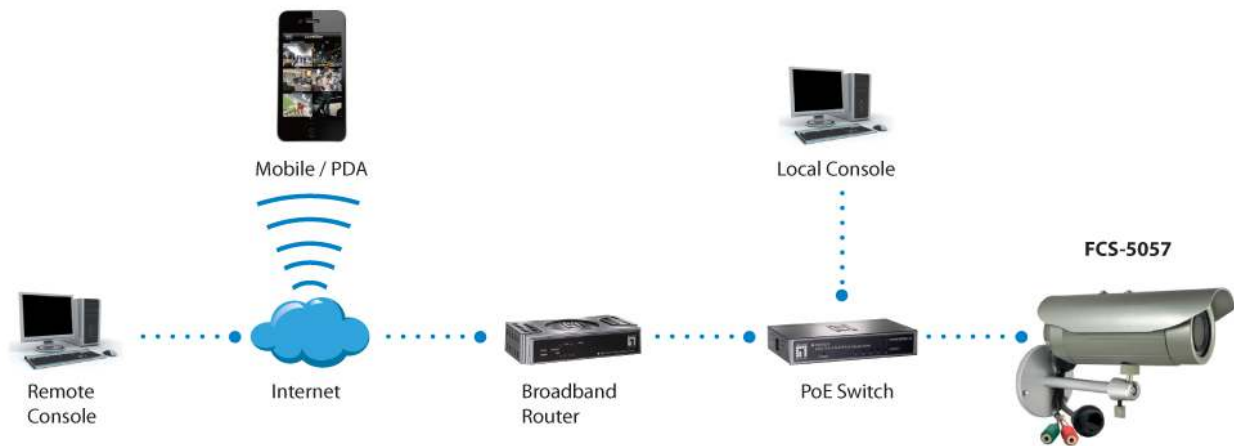 Mobile / PDA
Local Console
FCS-5057
Remote
Console
Internet
Broadband
Router
PoE Switch